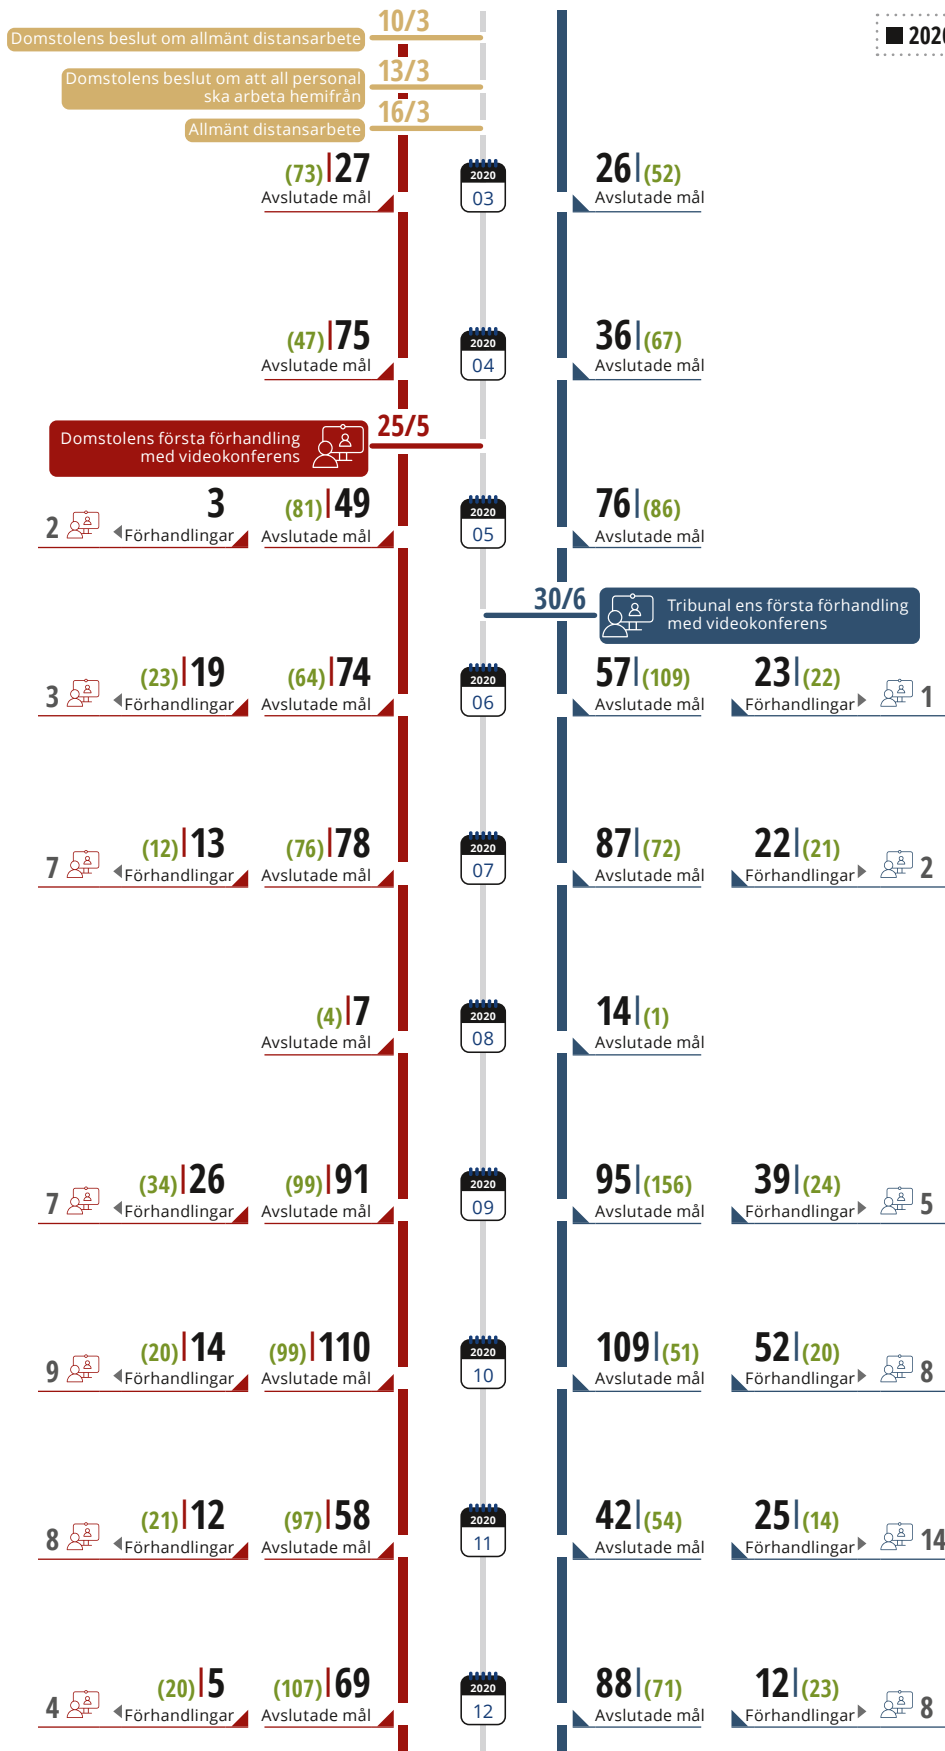 10/3
Domstolens beslut om allmänt distansarbete
2020
13/3
Domstolens beslut om att all personal
ska arbeta hemifrån
16/3
Allmänt distansarbete
(73) 27
Avslutade mål
2020
03
26 (52)
Avslutade mål
(47) 75
Avslutade mål
2020
04
36 (67)
Avslutade mål
25/5
Domstolens första förhandling
med videokonferens
2
3
Förhandlingar
(81) 49
Avslutade mål
2020
05
76 (86)
Avslutade mål
30/6
Tribunal ens första förhandling
med videokonferens
3
(23) 19
Förhandlingar
(64) 74
Avslutade mål
2020
06
57 (109)
Avslutade mål
23 (22)
Förhandlingar
1
7
(12) 13
Förhandlingar
(76) 78
Avslutade mål
2020
07
87 (72)
Avslutade mål
22 (21)
Förhandlingar
2
(4) 7
Avslutade mål
2020
08
14 (1)
Avslutade mål
7
(34) 26
Förhandlingar
(99) 91
Avslutade mål
2020
09
95 (156)
Avslutade mål
39 (24)
Förhandlingar
5
9
(20) 14
Förhandlingar
(99) 110
Avslutade mål
2020
10
109 (51)
Avslutade mål
52 (20)
Förhandlingar
8
8
(21) 12
Förhandlingar
(97) 58
Avslutade mål
2020
11
42 (54)
Avslutade mål
25 (14)
Förhandlingar
14
4
(20) 5
Förhandlingar
(107) 69
Avslutade mål
2020
12
88 (71)
Avslutade mål
12 (23)
Förhandlingar
8